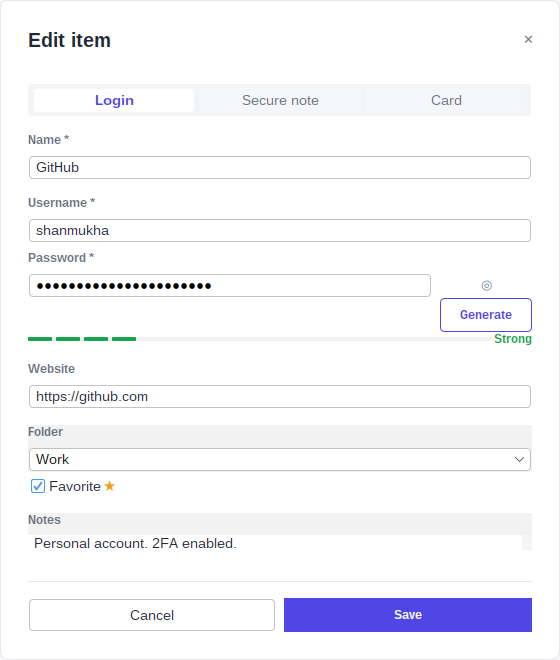 Edit item ×
Login Secure note Card
Name *
GitHub
Username *
shanmukha
Password *
●●●●●●●●●●●●●●●●●●●●●● ◎
Generate
Strong
Website
https://github.com
Folder
Work
Favorite ★
Notes
Personal account. 2FA enabled.
Cancel Save